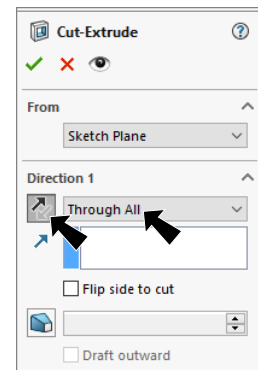 Cut-Extrude
?
From
Sketch Plane
Direction 1
Through All
Flip side to cut
Draft outward